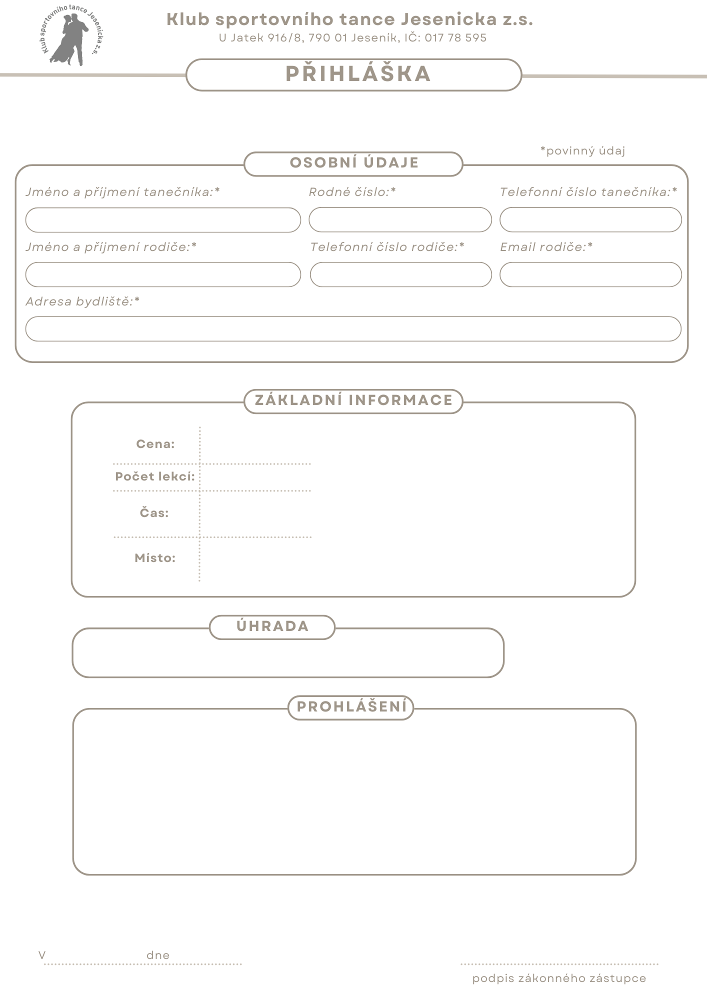 Klub sportovního tance Jesenicka z.s.
Klub sportovního tance Jesenicka z.s.
U Jatek 916/8, 790 01 Jeseník, IČ: 017 78 595
PŘIHLÁŠKA
*povinný údaj
OSOBNÍ ÚDAJE
Jméno a příjmení tanečníka:* Rodné číslo:* Telefonní číslo tanečníka:*
Jméno a příjmení rodiče:* Telefonní číslo rodiče:* Email rodiče:*
Adresa bydliště:*
ZÁKLADNÍ INFORMACE
Cena:
Počet lekcí:
Čas:
Místo:
ÚHRADA
PROHLÁŠENÍ
V dne
podpis zákonného zástupce